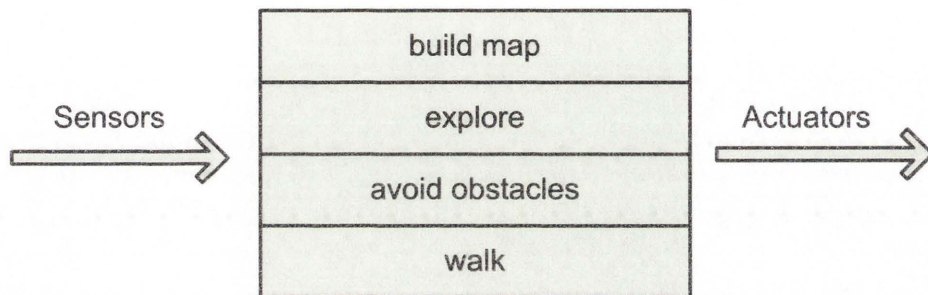 build map
Sensors
explore
Actuators
avoid obstacles
walk